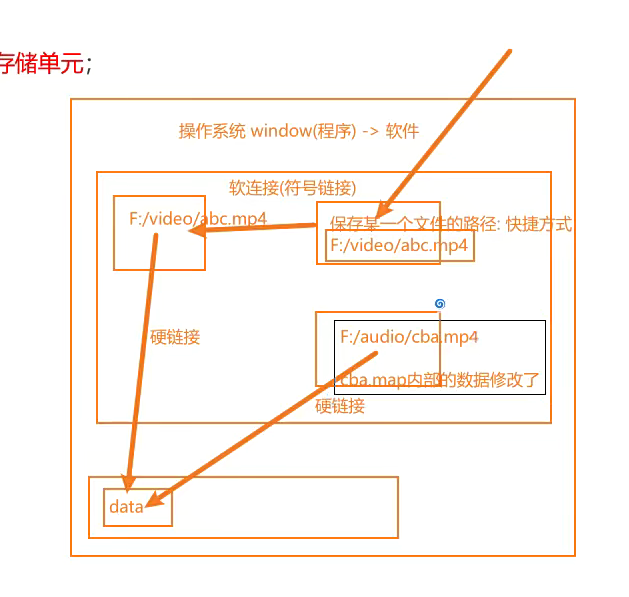 存储单元；
操作系统 window(程序) -> 软件
软连接(符号链接)
F:/video/abc.mp4
保存某一个文件的路径: 快捷方式
F:/video/abc.mp4
硬链接
F:/audio/cba.mp4
cba.map内部的数据修改了
硬链接
data